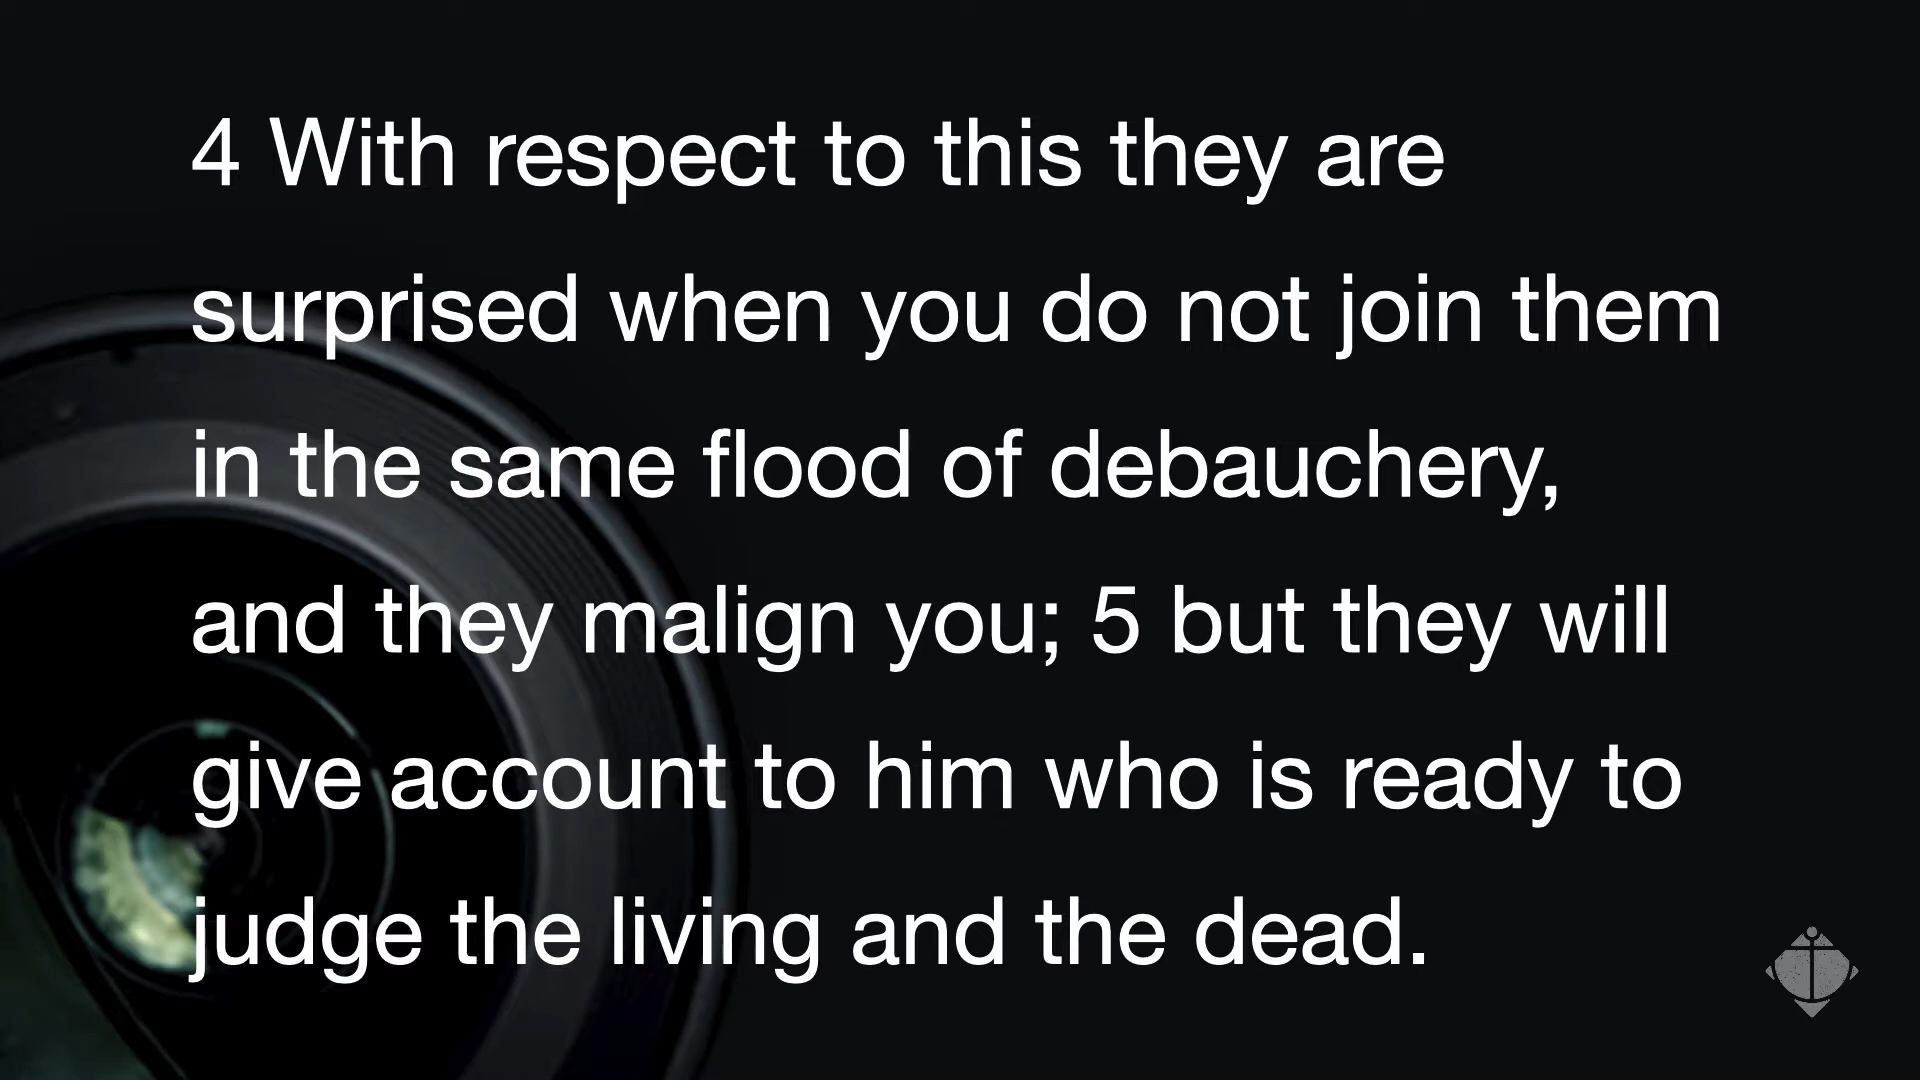 4 With respect to this they are
surprised when you do not join them
in the same flood of debauchery,
and they malign you; 5 but they will
give account to him who is ready to
judge the living and the dead.